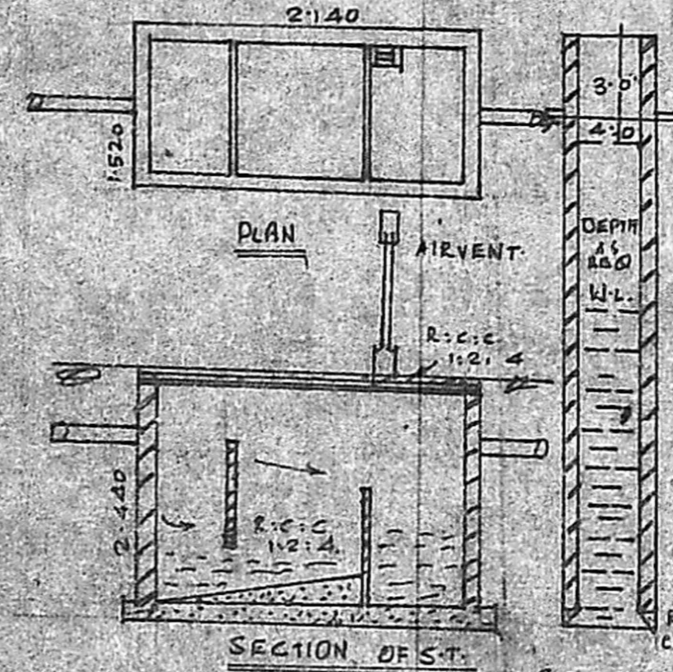 2.140
3.0'
4.0
1.520
DEPTH
AS
W.L.
PLAN
AIRVENT.
R:C:C
1:2:4
2.440
R:C:C
1:2:4.
SECTION OF S.T.